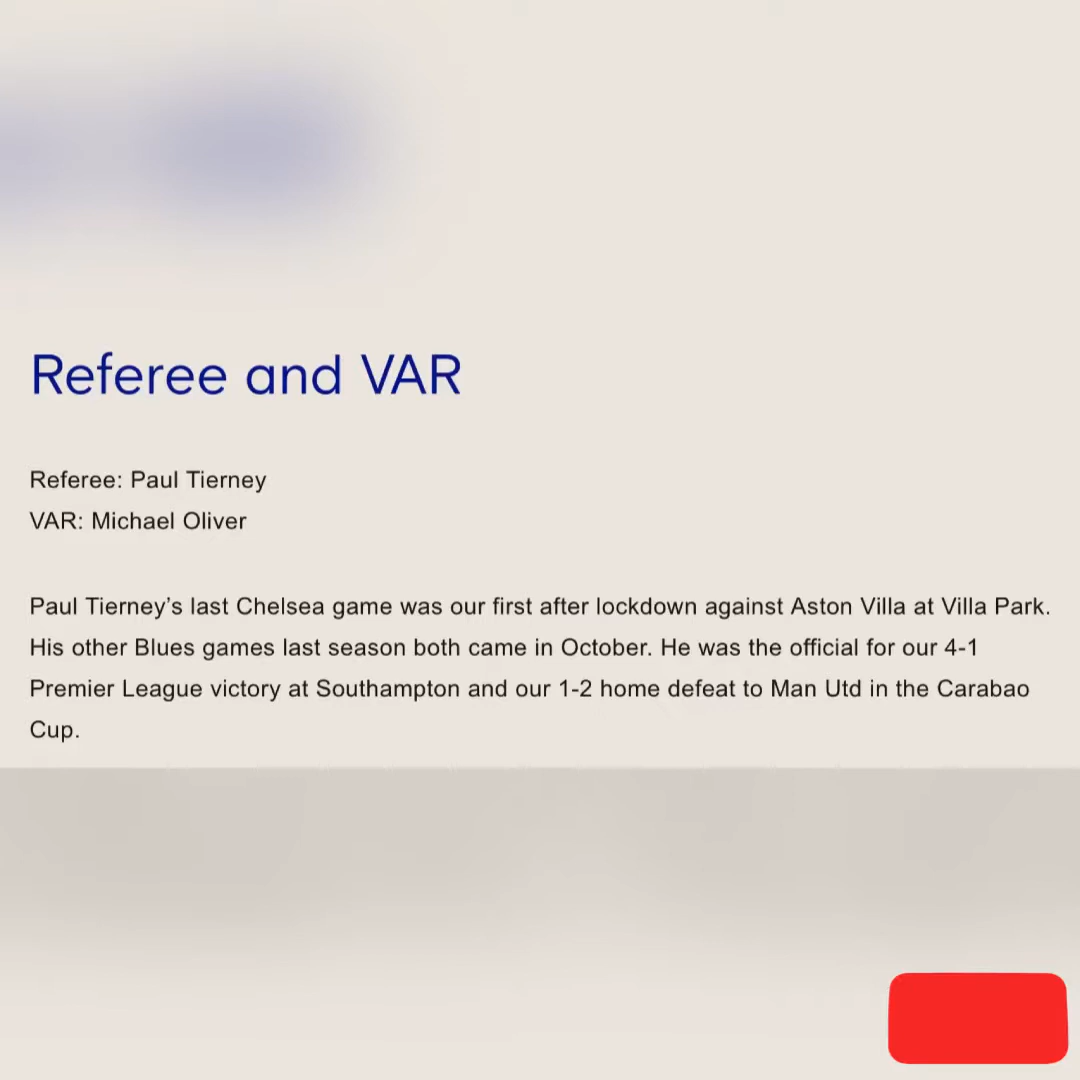 Referee and VAR
Referee: Paul Tierney
VAR: Michael Oliver
Paul Tierney’s last Chelsea game was our first after lockdown against Aston Villa at Villa Park.
His other Blues games last season both came in October. He was the official for our 4-1
Premier League victory at Southampton and our 1-2 home defeat to Man Utd in the Carabao
Cup.